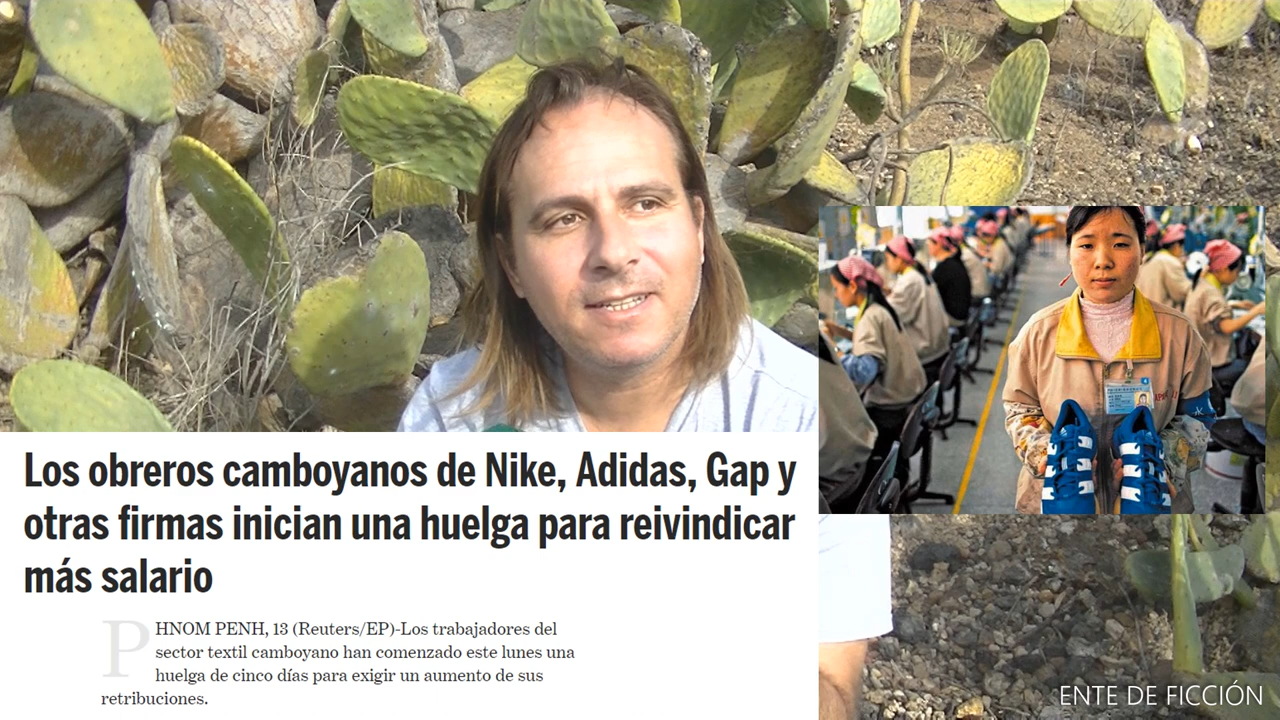 Los obreros camboyanos de Nike, Adidas, Gap y
otras firmas inician una huelga para reivindicar
más salario
PHNOM PENH, 13 (Reuters/EP)-Los trabajadores del
sector textil camboyano han comenzado este lunes una
huelga de cinco días para exigir un aumento de sus
retribuciones.
ENTE DE FICCIÓN